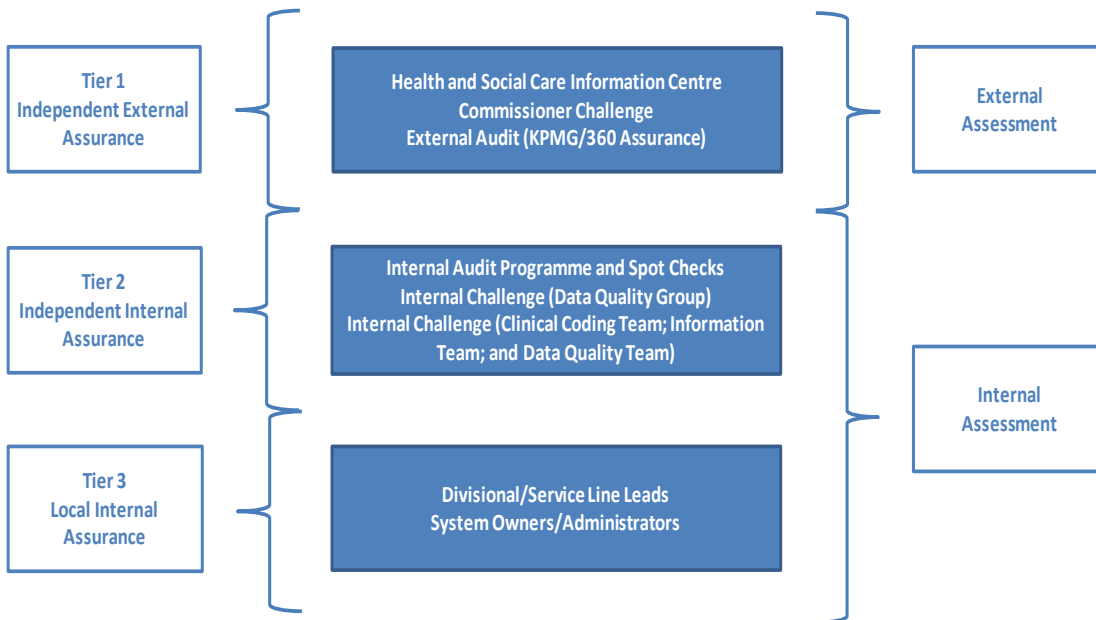 Tier 1
Independent External
Assurance
Health and Social Care Information Centre
Commissioner Challenge
External Audit (KPMG/360 Assurance)
External
Assessment
Tier 2
Independent Internal
Assurance
Internal Audit Programme and Spot Checks
Internal Challenge (Data Quality Group)
Internal Challenge (Clinical Coding Team; Information
Team; and Data Quality Team)
Internal
Assessment
Tier 3
Local Internal
Assurance
Divisional/Service Line Leads
System Owners/Administrators